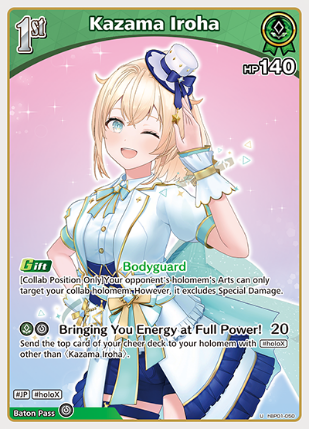 1st
Kazama Iroha
HP 140
Gift
Bodyguard
[Collab Position Only]Your opponent's holomem's Arts can only
target your collab holomem. However, it excludes Special Damage.
Bringing You Energy at Full Power! 20
Send the top card of your cheer deck to your holomem with #holoX
other than 〈Kazama Iroha〉.
#JP #holoX
Baton Pass
U HBP01-050